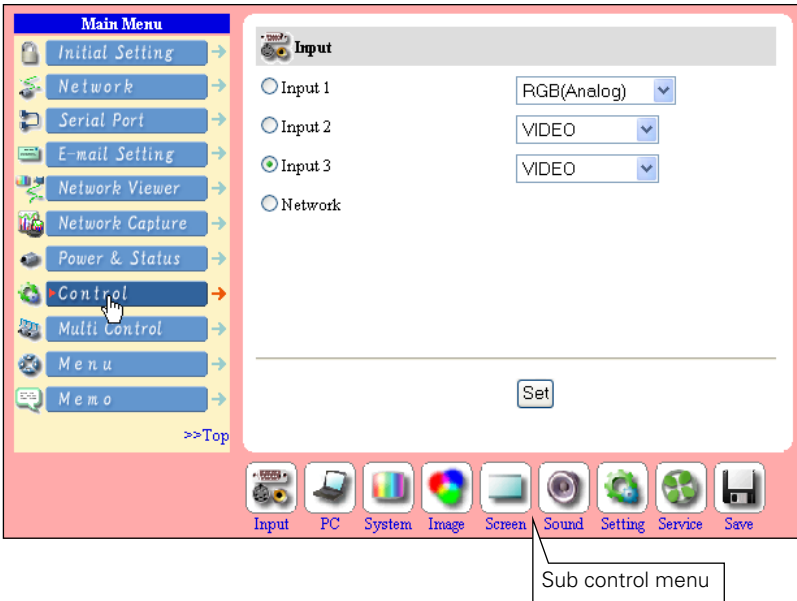 Main Menu
Initial Setting
Network
Serial Port
E-mail Setting
Network Viewer
Network Capture
Power & Status
Control
Multi Control
Menu
Memo
>>Top
Input
Input 1 RGB(Analog)
Input 2 VIDEO
Input 3 VIDEO
Network
Set
Input PC System Image Screen Sound Setting Service Save
Sub control menu